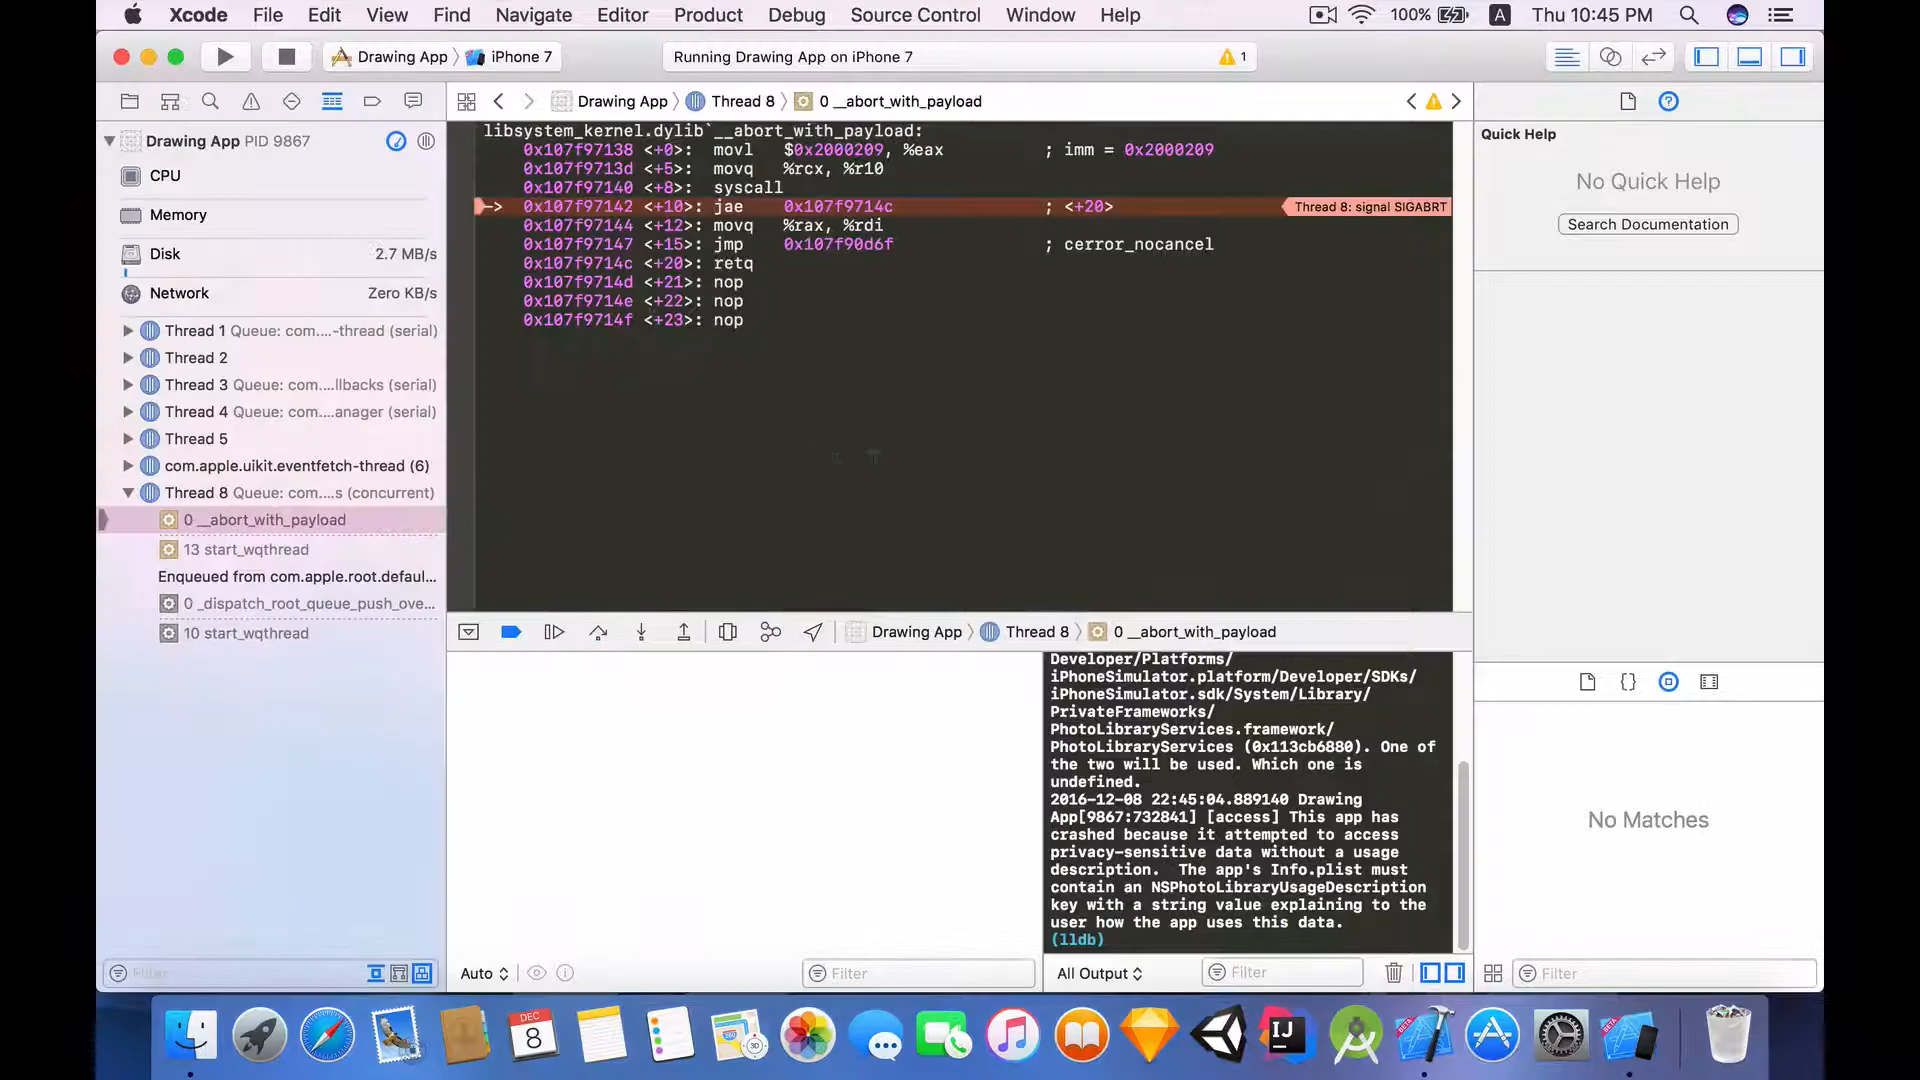 Xcode File Edit View Find Navigate Editor Product Debug Source Control Window Help 100% A Thu 10:45 PM
Drawing App iPhone 7 Running Drawing App on iPhone 7 1
Drawing App Thread 8 0 __abort_with_payload
Drawing App PID 9867
CPU
Memory
Disk 2.7 MB/s
Network Zero KB/s
Thread 1 Queue: com....-thread (serial)
Thread 2
Thread 3 Queue: com....llbacks (serial)
Thread 4 Queue: com....anager (serial)
Thread 5
com.apple.uikit.eventfetch-thread (6)
Thread 8 Queue: com....s (concurrent)
0 __abort_with_payload
13 start_wqthread
Enqueued from com.apple.root.defaul...
0 _dispatch_root_queue_push_ove...
10 start_wqthread
Filter
libsystem_kernel.dylib`__abort_with_payload:
0x107f97138 <+0>: movl $0x2000209, %eax ; imm = 0x2000209
0x107f9713d <+5>: movq %rcx, %r10
0x107f97140 <+8>: syscall
-> 0x107f97142 <+10>: jae 0x107f9714c ; <+20> Thread 8: signal SIGABRT
0x107f97144 <+12>: movq %rax, %rdi
0x107f97147 <+15>: jmp 0x107f90d6f ; cerror_nocancel
0x107f9714c <+20>: retq
0x107f9714d <+21>: nop
0x107f9714e <+22>: nop
0x107f9714f <+23>: nop
Drawing App Thread 8 0 __abort_with_payload
Developer/Platforms/
iPhoneSimulator.platform/Developer/SDKs/
iPhoneSimulator.sdk/System/Library/
PrivateFrameworks/
PhotoLibraryServices.framework/
PhotoLibraryServices (0x113cb6880). One of
the two will be used. Which one is
undefined.
2016-12-08 22:45:04.889140 Drawing
App[9867:732841] [access] This app has
crashed because it attempted to access
privacy-sensitive data without a usage
description.  The app's Info.plist must
contain an NSPhotoLibraryUsageDescription
key with a string value explaining to the
user how the app uses this data.
(lldb)
Auto Filter All Output Filter
Quick Help
No Quick Help
Search Documentation
{}
No Matches
Filter
DEC
8
3D
IJ
BETA
BETA